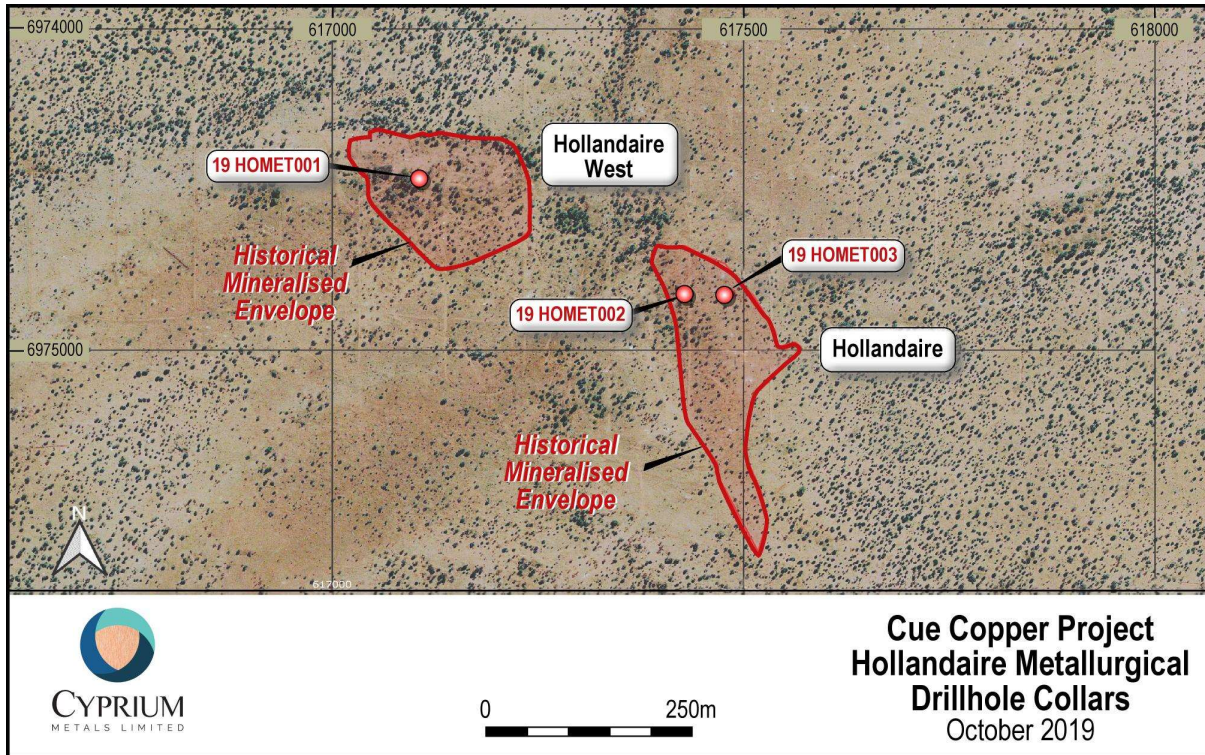 6974000
617000
617500
618000
Hollandaire
West
19 HOMET001
Historical
Mineralised
Envelope
19 HOMET003
19 HOMET002
6975000
Hollandaire
Historical
Mineralised
Envelope
N
617000
CYPRIUM
METALS LIMITED
0
250m
Cue Copper Project
Hollandaire Metallurgical
Drillhole Collars
October 2019